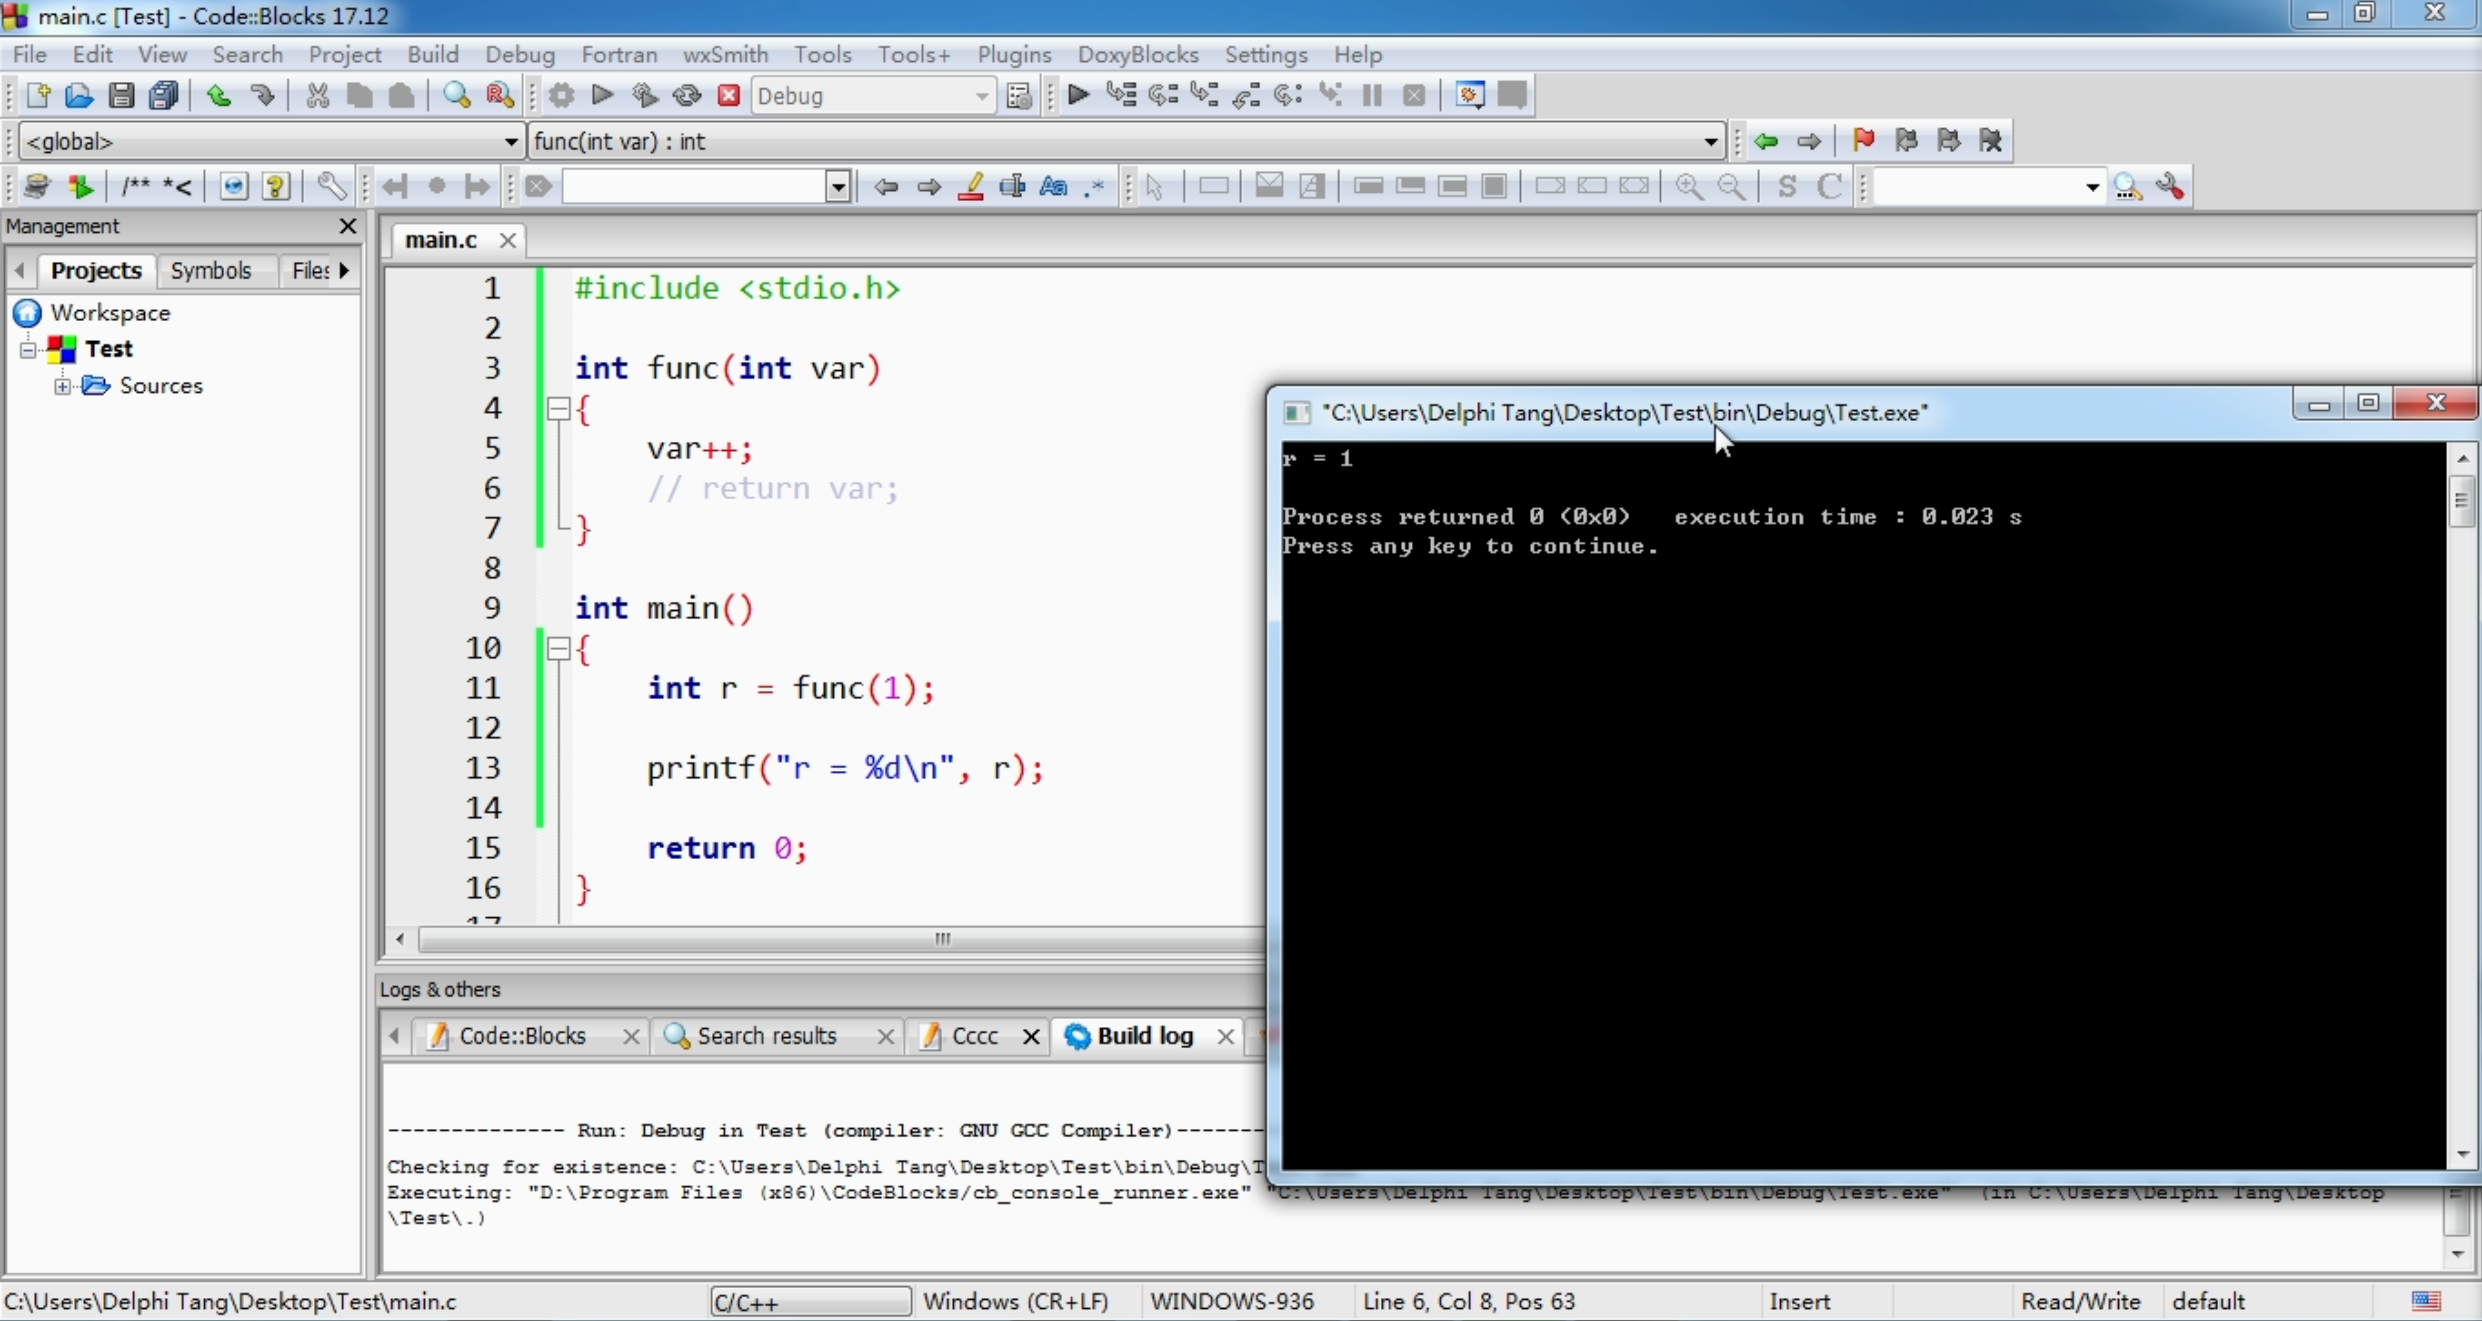 main.c [Test] - Code::Blocks 17.12
File Edit View Search Project Build Debug Fortran wxSmith Tools Tools+ Plugins DoxyBlocks Settings Help
Debug
<global>
func(int var) : int
/** *<
S C
Management
Projects Symbols Files
Workspace
Test
Sources
main.c
1 #include <stdio.h>
2
3 int func(int var)
4 {
5 var++;
6 // return var;
7 }
8
9 int main()
10 {
11 int r = func(1);
12
13 printf("r = %d\n", r);
14
15 return 0;
16 }
17
"C:\Users\Delphi Tang\Desktop\Test\bin\Debug\Test.exe"
r = 1
Process returned 0 (0x0) execution time : 0.023 s
Press any key to continue.
Logs & others
Code::Blocks Search results Cccc Build log
-------------- Run: Debug in Test (compiler: GNU GCC Compiler)-------
Checking for existence: C:\Users\Delphi Tang\Desktop\Test\bin\Debug\T
Executing: "D:\Program Files (x86)\CodeBlocks/cb_console_runner.exe" "C:\Users\Delphi Tang\Desktop\Test\bin\Debug\Test.exe" (in C:\Users\Delphi Tang\Desktop
\Test\.)
C:\Users\Delphi Tang\Desktop\Test\main.c C/C++ Windows (CR+LF) WINDOWS-936 Line 6, Col 8, Pos 63 Insert Read/Write default